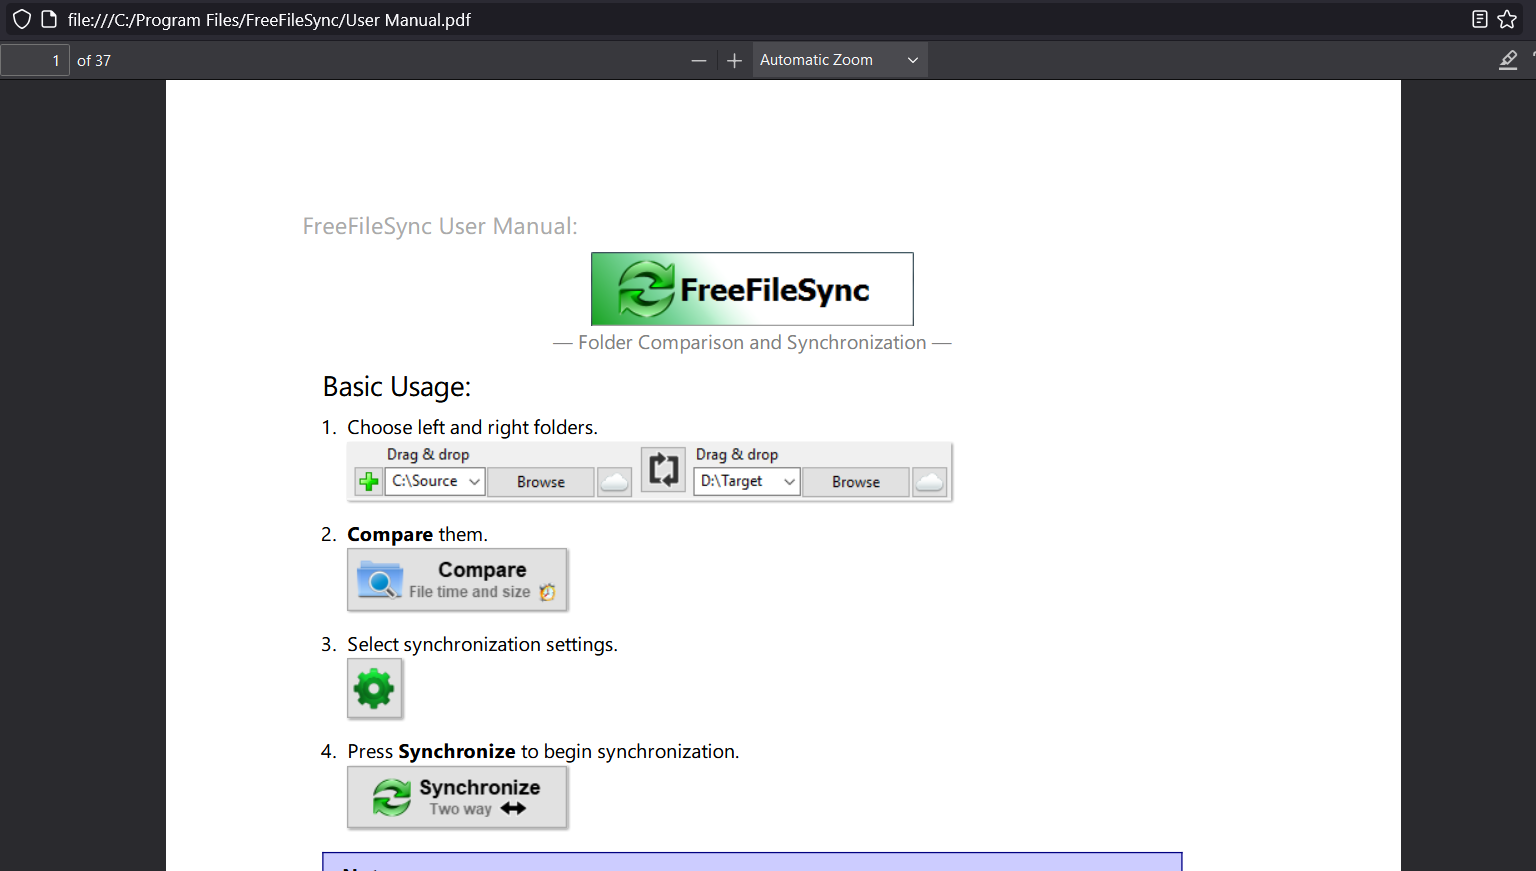 file:///C:/Program Files/FreeFileSync/User Manual.pdf
1 of 37
Automatic Zoom
FreeFileSync User Manual:
FreeFileSync
— Folder Comparison and Synchronization —
Basic Usage:
1. Choose left and right folders.
Drag & drop Drag & drop
C:\Source Browse D:\Target Browse
2. Compare them.
Compare
File time and size
3. Select synchronization settings.
4. Press Synchronize to begin synchronization.
Synchronize
Two way